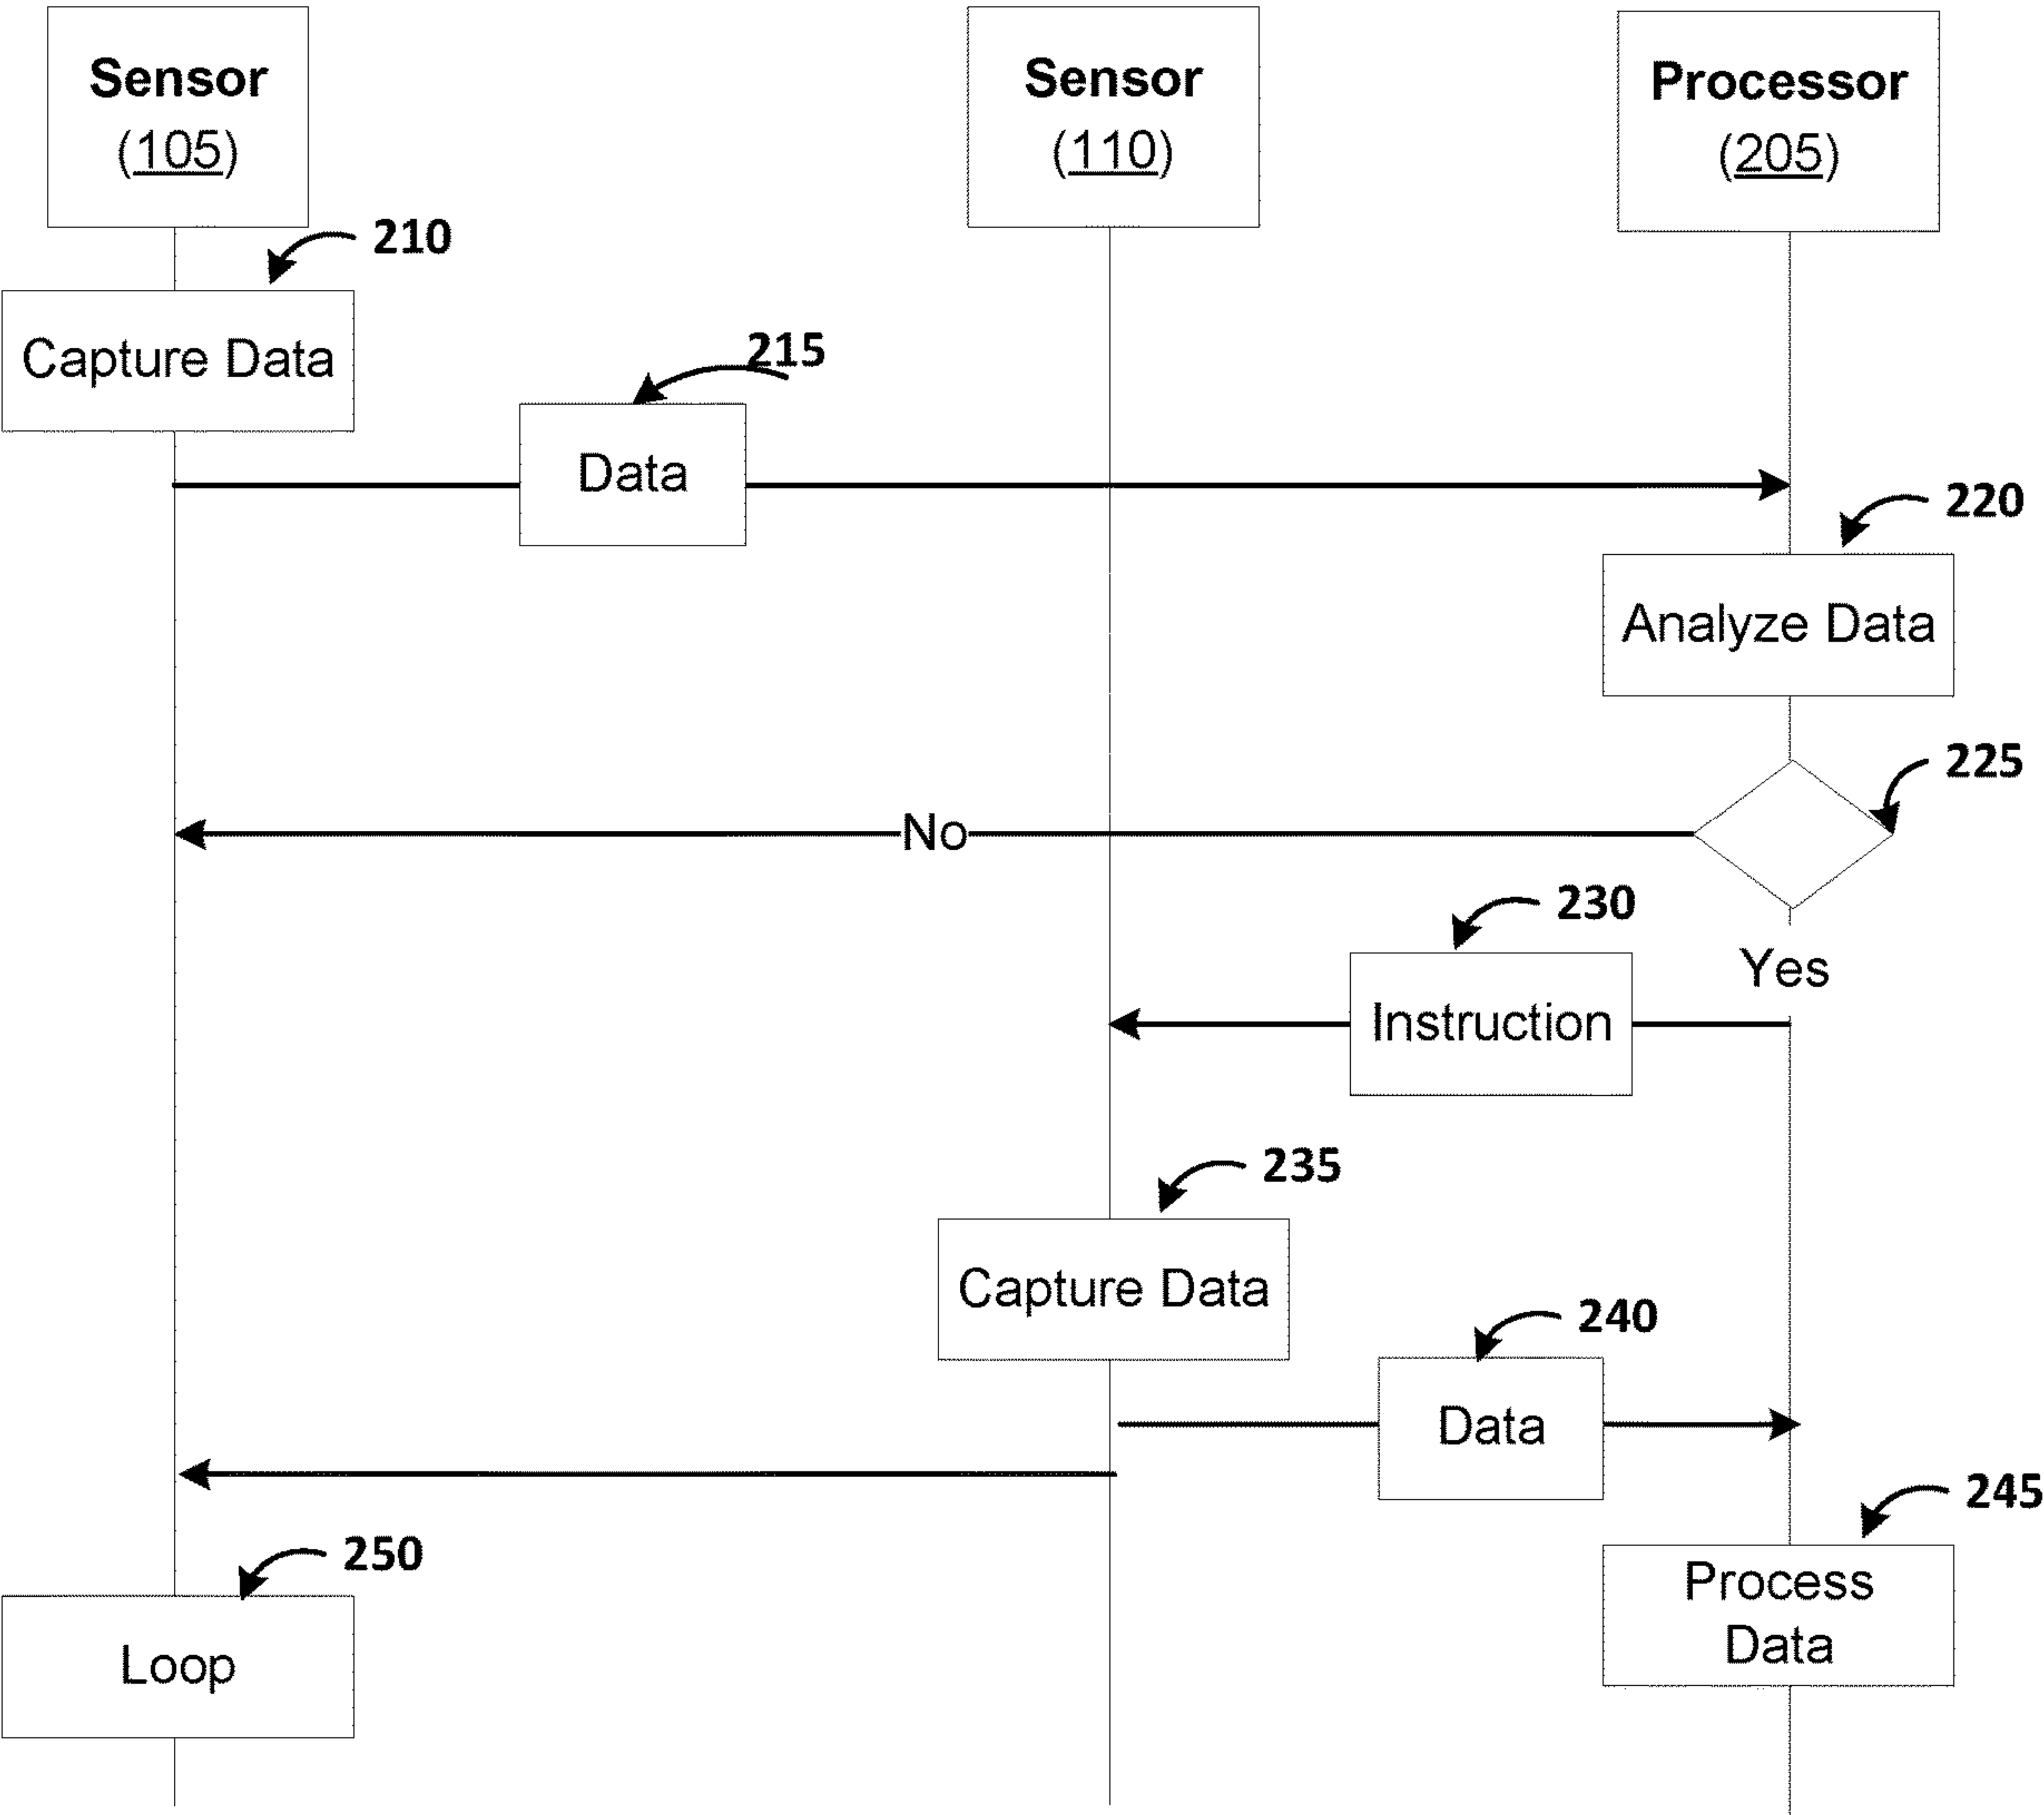 Sensor
(105)
Sensor
(110)
Processor
(205)
210
Capture Data
215
Data
220
Analyze Data
225
No
230
Yes
Instruction
235
Capture Data
240
Data
245
250
Process
Data
Loop